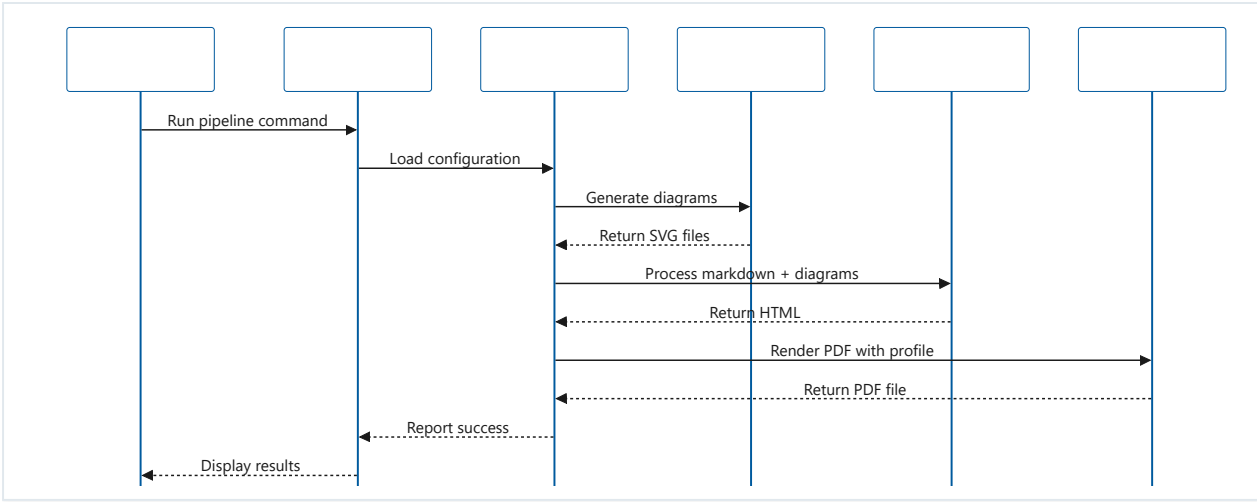 Run pipeline command
Load configuration
Generate diagrams
Return SVG files
Process markdown + diagrams
Return HTML
Render PDF with profile
Return PDF file
Report success
Display results